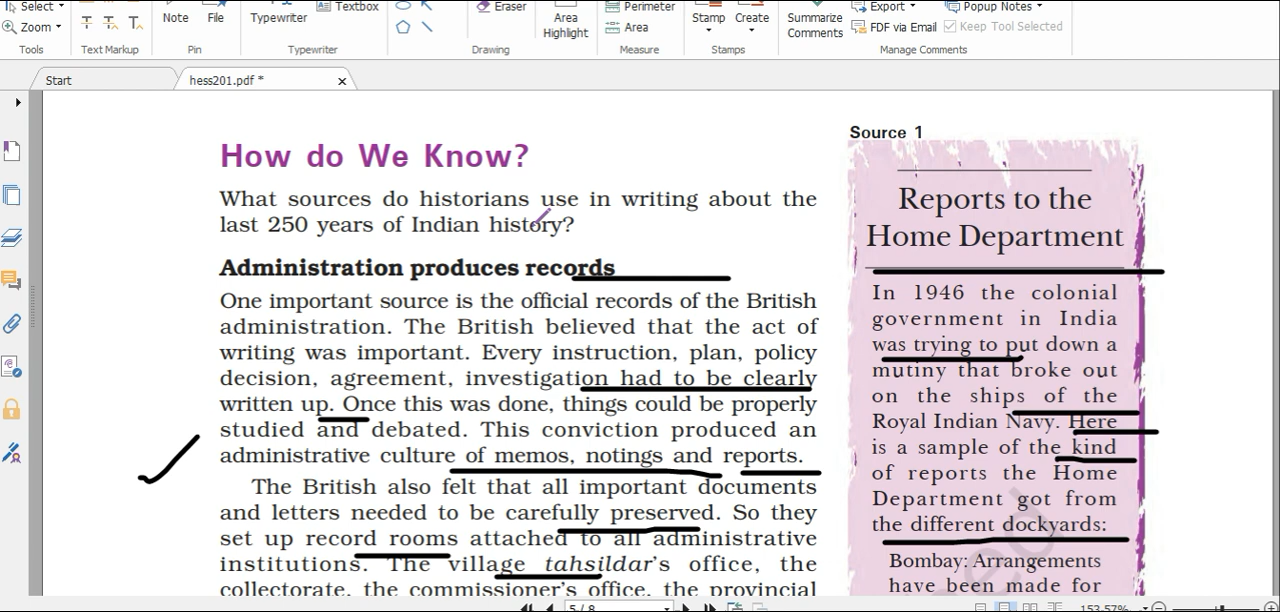 Select
Zoom
Note
File
Typewriter
Textbox
Eraser
Area
Highlight
Perimeter
Area
Stamp
Create
Summarize
Comments
Export
FDF via Email
Popup Notes
Keep Tool Selected
Tools
Text Markup
Pin
Typewriter
Drawing
Measure
Stamps
Manage Comments
Start
hess201.pdf *
How do We Know?
What sources do historians use in writing about the
last 250 years of Indian history?
Administration produces records
One important source is the official records of the British
administration. The British believed that the act of
writing was important. Every instruction, plan, policy
decision, agreement, investigation had to be clearly
written up. Once this was done, things could be properly
studied and debated. This conviction produced an
administrative culture of memos, notings and reports.
The British also felt that all important documents
and letters needed to be carefully preserved. So they
set up record rooms attached to all administrative
institutions. The village tahsildar's office, the
collectorate, the commissioner's office, the provincial
Source 1
Reports to the
Home Department
In 1946 the colonial
government in India
was trying to put down a
mutiny that broke out
on the ships of the
Royal Indian Navy. Here
is a sample of the kind
of reports the Home
Department got from
the different dockyards:
Bombay: Arrangements
have been made for
5 / 8
153.57%